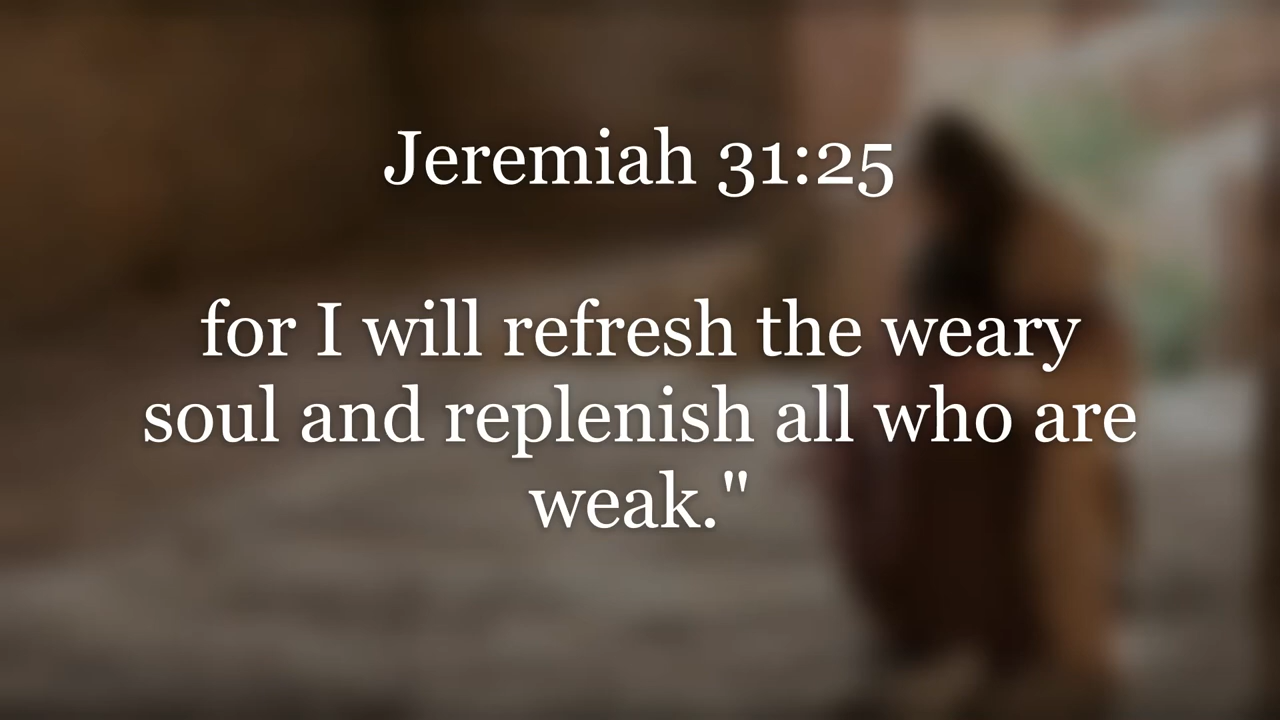 Jeremiah 31:25
for I will refresh the weary
soul and replenish all who are
weak."